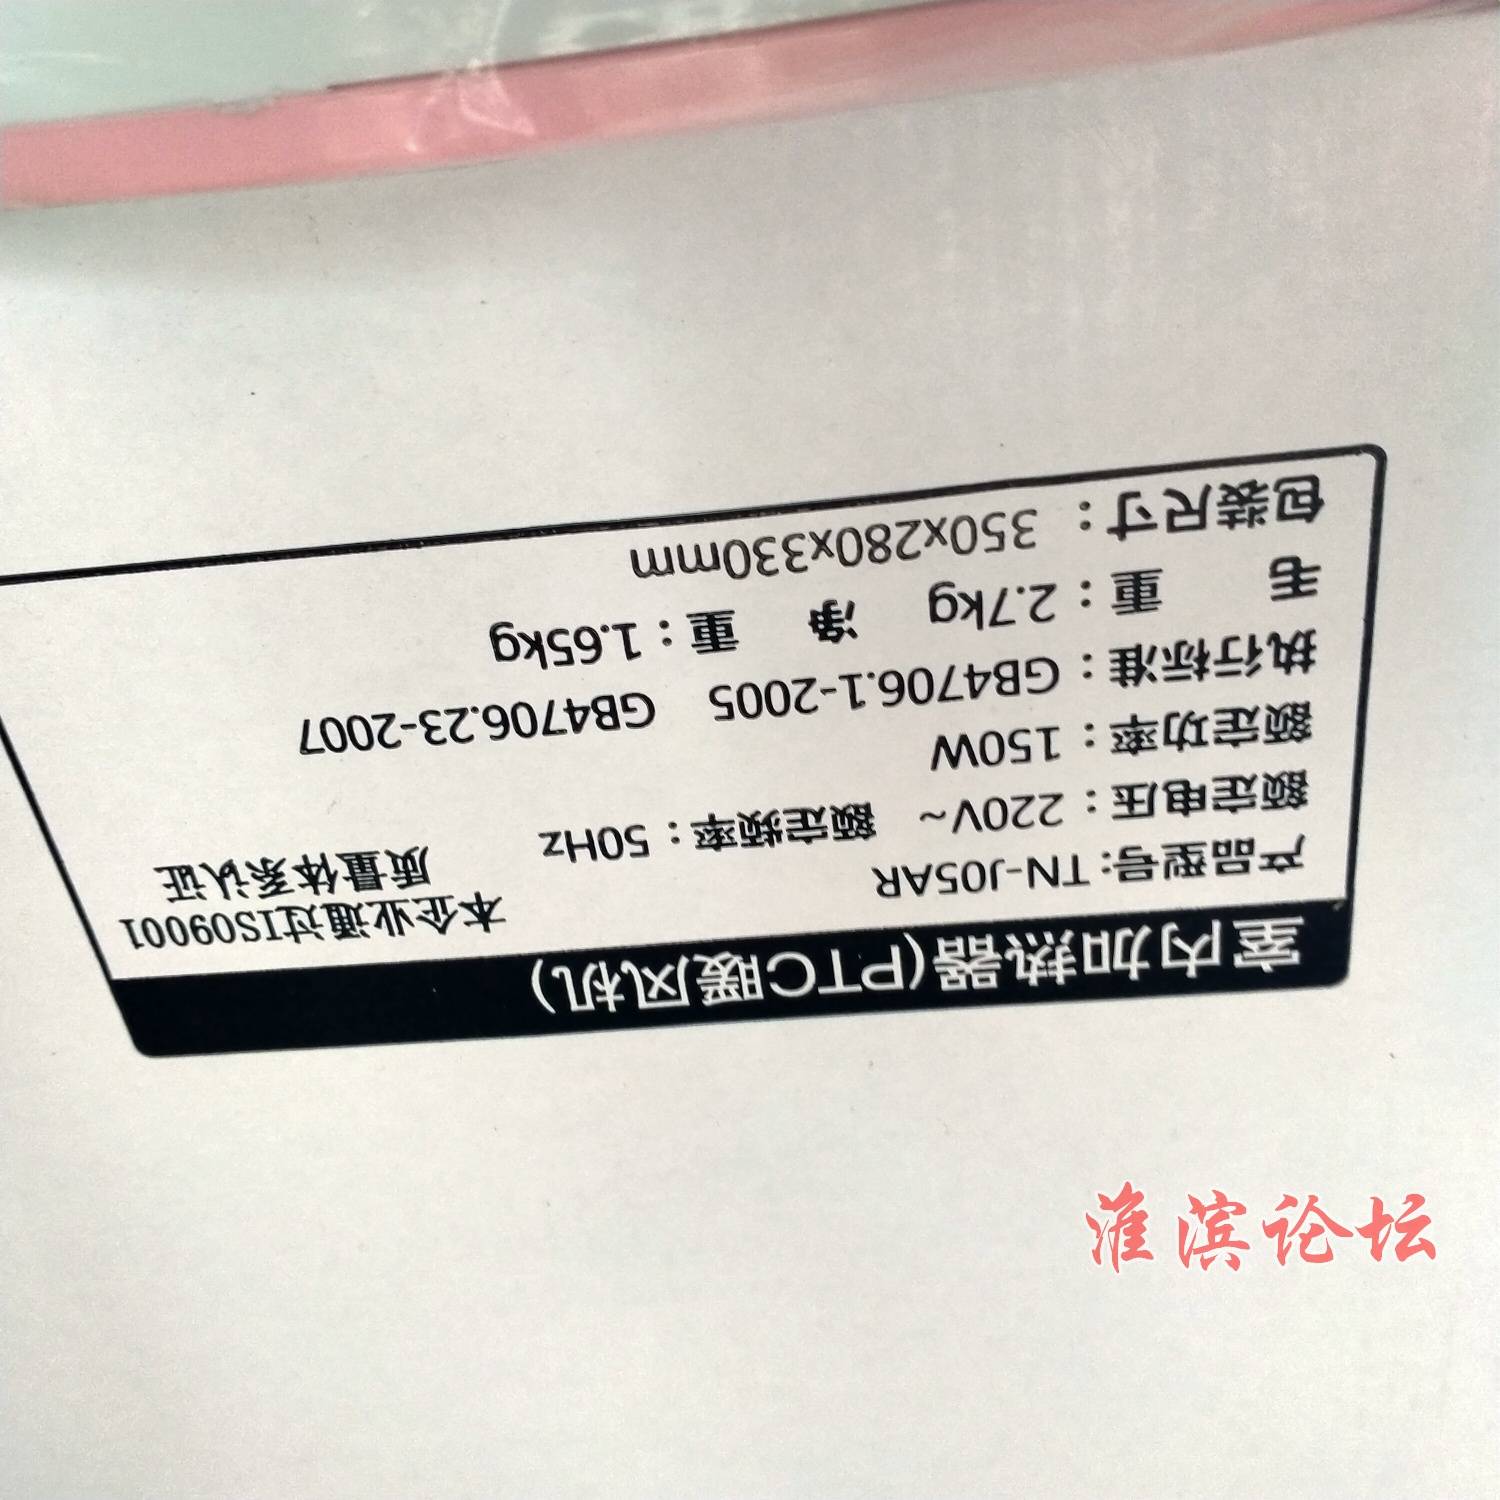 室内加热器(PTC暖风机)
产品型号:TN-J05AR
本企业通过ISO9001
质量体系认证
额定电压：220V~ 额定频率：50Hz
额定功率：150W
执行标准：GB4706.1-2005 GB4706.23-2007
毛 重：2.7kg 净 重：1.65kg
包装尺寸：350x280x330mm
淮滨论坛